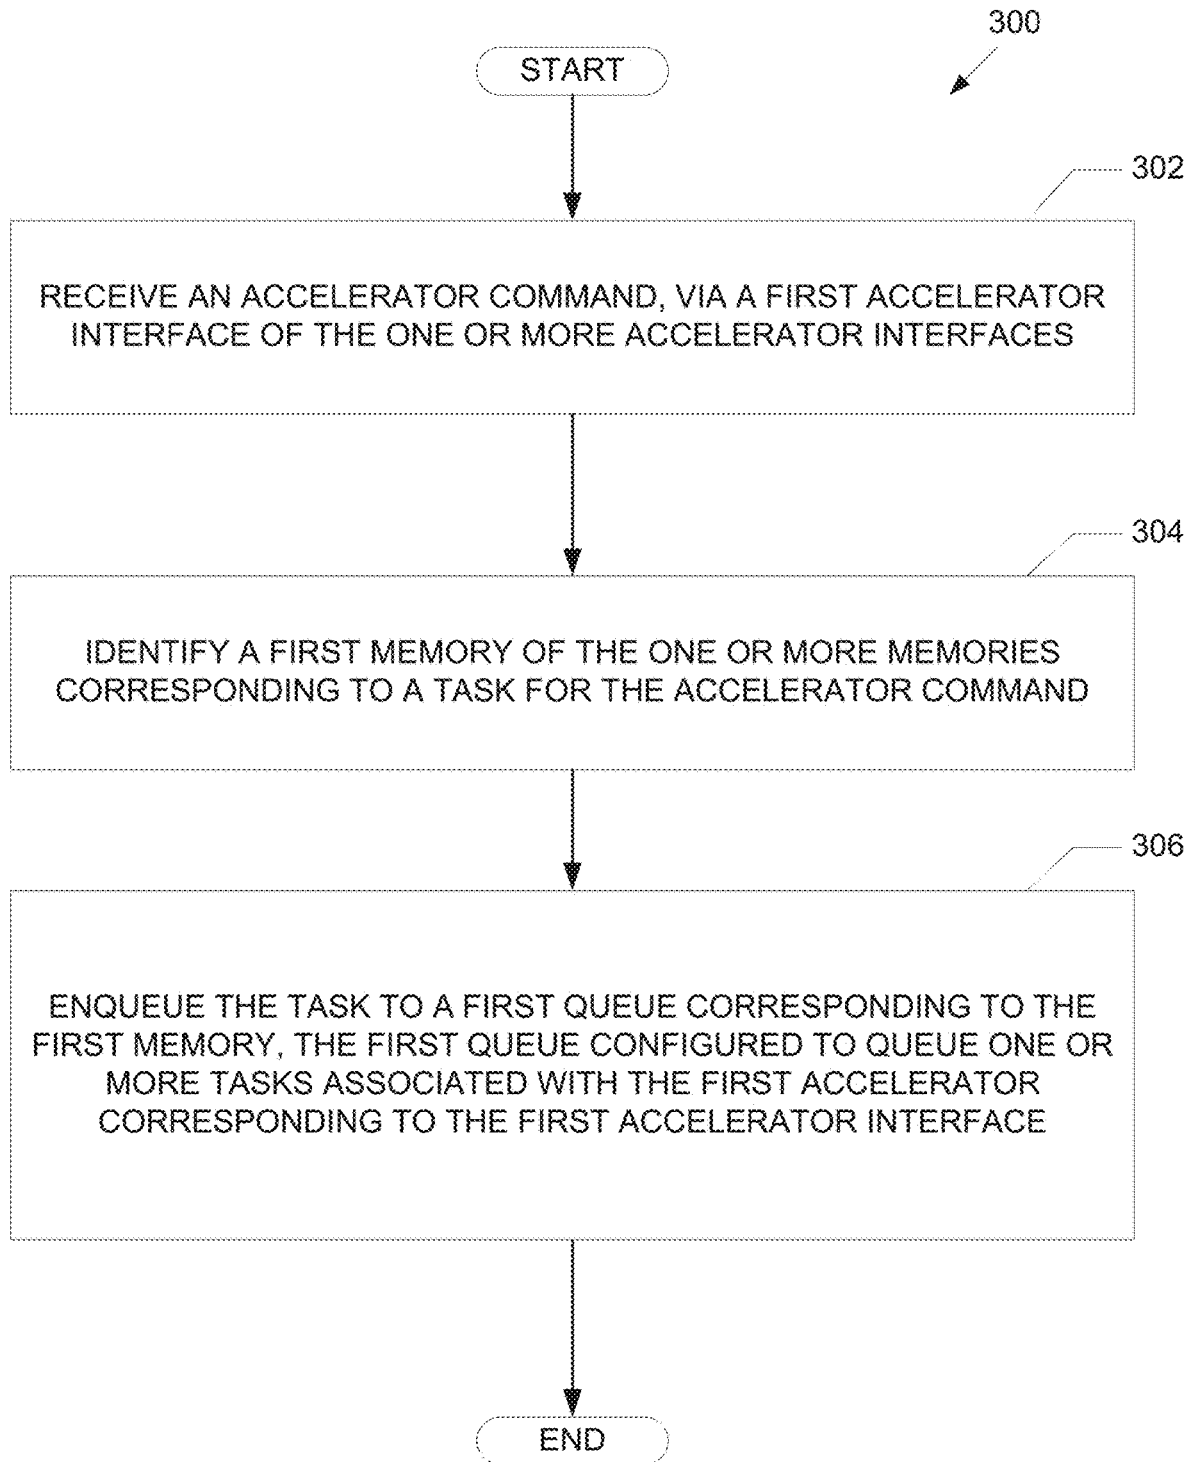 300
START
302
RECEIVE AN ACCELERATOR COMMAND, VIA A FIRST ACCELERATOR
INTERFACE OF THE ONE OR MORE ACCELERATOR INTERFACES
304
IDENTIFY A FIRST MEMORY OF THE ONE OR MORE MEMORIES
CORRESPONDING TO A TASK FOR THE ACCELERATOR COMMAND
306
ENQUEUE THE TASK TO A FIRST QUEUE CORRESPONDING TO THE
FIRST MEMORY, THE FIRST QUEUE CONFIGURED TO QUEUE ONE OR
MORE TASKS ASSOCIATED WITH THE FIRST ACCELERATOR
CORRESPONDING TO THE FIRST ACCELERATOR INTERFACE
END